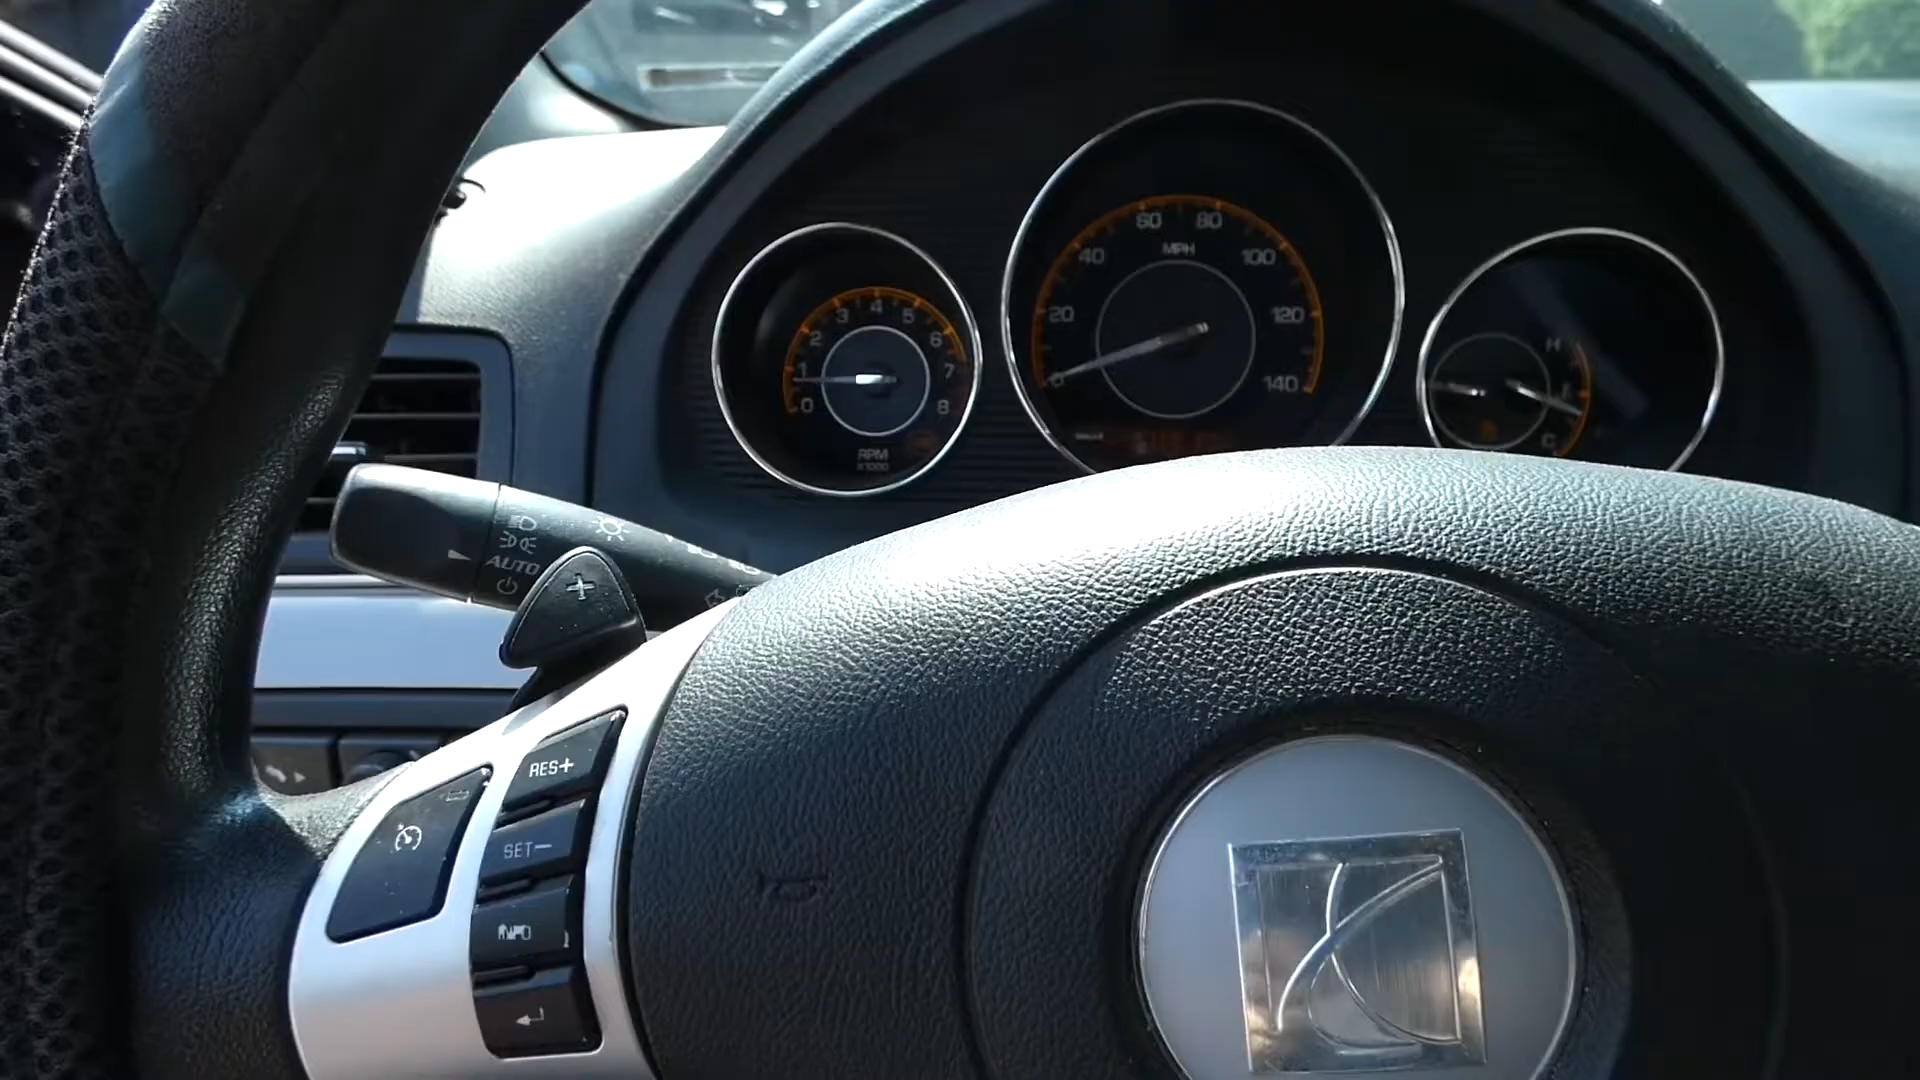 60 80
40 MPH 100
20 120
0 140
4
3 5
2 6
1 7
0 8
RPM
X1000
H
C
AUTO
+
RES+
SET−
INFO